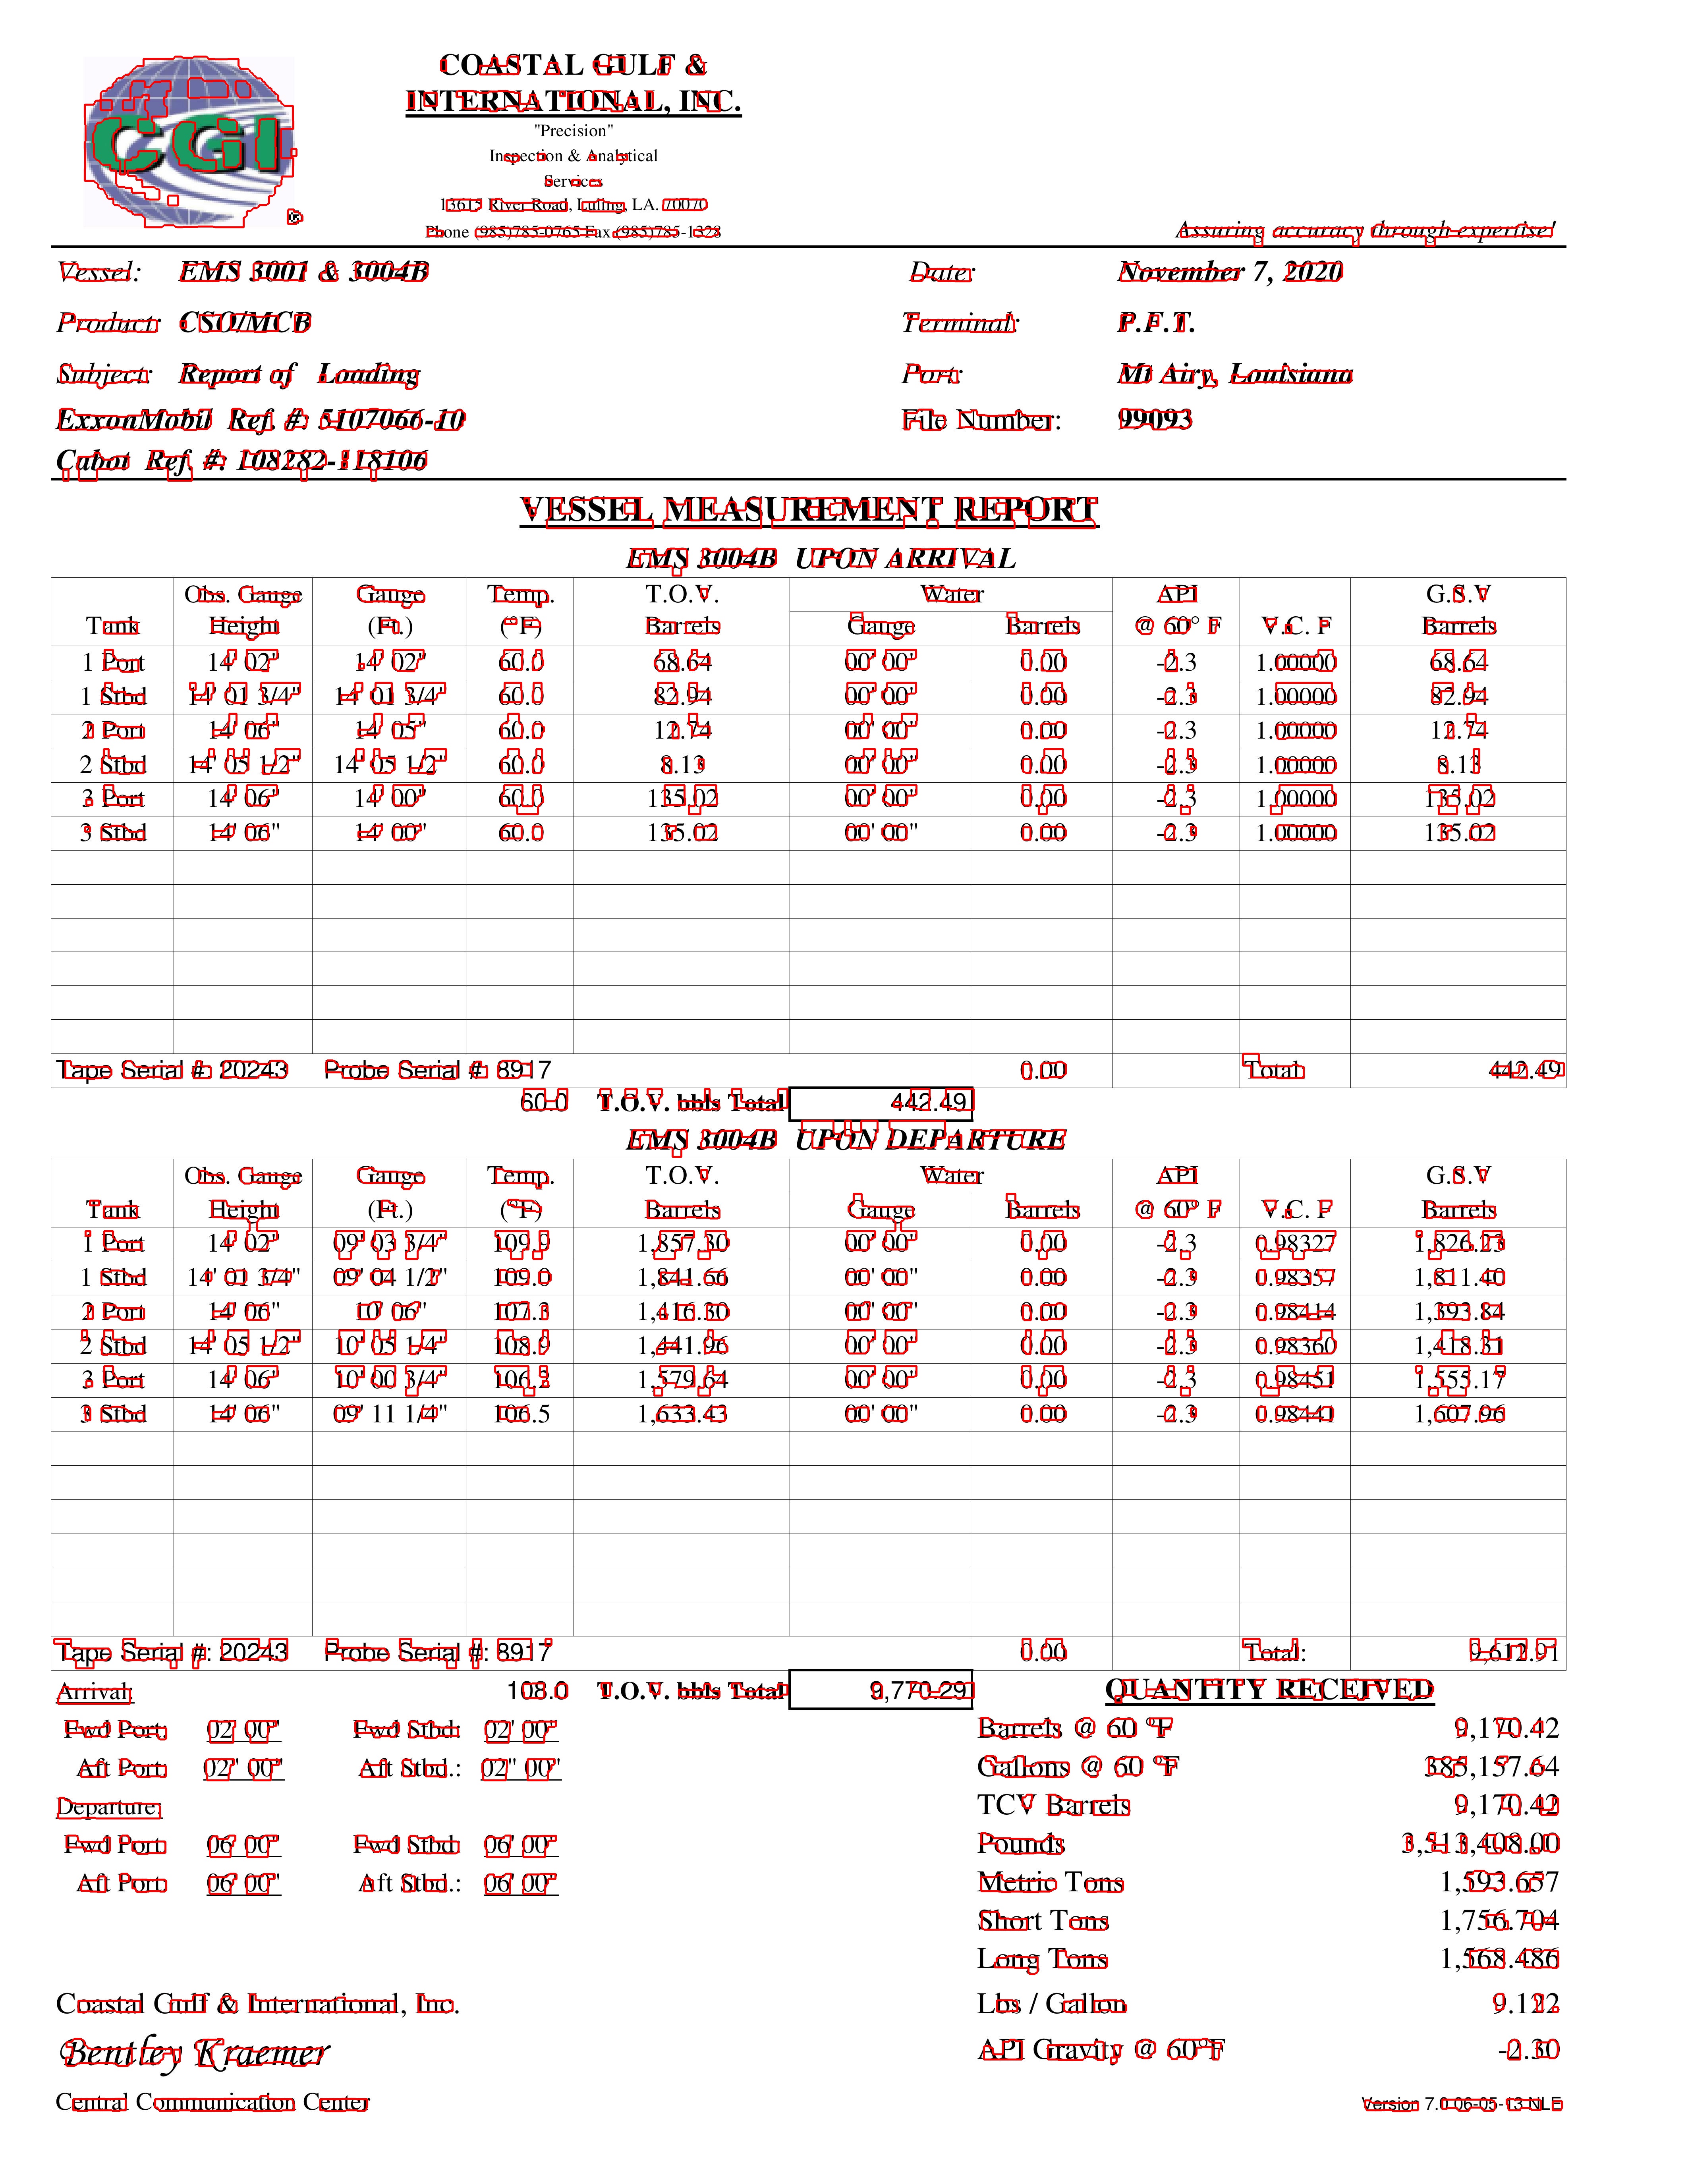 CGI
COASTAL GULF &
INTERNATIONAL, INC.
"Precision"
Inspection & Analytical
Services
13615 River Road, Luling, LA. 70070
Phone (985)785-0765 Fax (985)785-1328
Assuring accuracy through expertise!
Vessel: EMS 3001 & 3004B Date: November 7, 2020
Product: CSO/MCB Terminal: P.F.T.
Subject: Report of Loading Port: Mt Airy, Louisiana
ExxonMobil Ref. #: 5107066-10 File Number: 99093
Cabot Ref. #: 108282-118106
VESSEL MEASUREMENT REPORT
EMS 3004B UPON ARRIVAL
Obs. Gauge Gauge Temp. T.O.V. Water API G.S.V
Tank Height (Ft.) (°F) Barrels Gauge Barrels @ 60° F V.C. F Barrels
1 Port 14' 02" 14' 02" 60.0 68.64 00' 00" 0.00 -2.3 1.00000 68.64
1 Stbd 14' 01 3/4" 14' 01 3/4" 60.0 82.94 00' 00" 0.00 -2.3 1.00000 82.94
2 Port 14' 06" 14' 05" 60.0 12.74 00' 00" 0.00 -2.3 1.00000 12.74
2 Stbd 14' 05 1/2" 14' 05 1/2" 60.0 8.13 00' 00" 0.00 -2.3 1.00000 8.13
3 Port 14' 06" 14' 00" 60.0 135.02 00' 00" 0.00 -2.3 1.00000 135.02
3 Stbd 14' 06" 14' 00" 60.0 135.02 00' 00" 0.00 -2.3 1.00000 135.02
Tape Serial #: 20243 Probe Serial #: 8917 0.00 Total: 442.49
60.0 T.O.V. bbls Total 442.49
EMS 3004B UPON DEPARTURE
Obs. Gauge Gauge Temp. T.O.V. Water API G.S.V
Tank Height (Ft.) (°F) Barrels Gauge Barrels @ 60° F V.C. F Barrels
1 Port 14' 02" 09' 03 3/4" 109.9 1,857.30 00' 00" 0.00 -2.3 0.98327 1,826.23
1 Stbd 14' 01 3/4" 09' 04 1/2" 109.0 1,841.66 00' 00" 0.00 -2.3 0.98357 1,811.40
2 Port 14' 06" 10' 06" 107.3 1,416.30 00' 00" 0.00 -2.3 0.98414 1,393.84
2 Stbd 14' 05 1/2" 10' 05 1/4" 108.9 1,441.96 00' 00" 0.00 -2.3 0.98360 1,418.31
3 Port 14' 06" 10' 00 3/4" 106.2 1,579.64 00' 00" 0.00 -2.3 0.98451 1,555.17
3 Stbd 14' 06" 09' 11 1/4" 106.5 1,633.43 00' 00" 0.00 -2.3 0.98441 1,607.96
Tape Serial #: 20243 Probe Serial #: 8917 0.00 Total: 9,612.91
Arrival: 108.0 T.O.V. bbls Total 9,770.29 QUANTITY RECEIVED
Fwd Port: 02' 00" Fwd Stbd: 02' 00" Barrels @ 60 °F 9,170.42
Aft Port: 02" 00" Aft Stbd.: 02" 00" Gallons @ 60 °F 385,157.64
Departure: TCV Barrels 9,170.42
Fwd Port: 06' 00" Fwd Stbd: 06' 00" Pounds 3,513,408.00
Aft Port: 06' 00" Aft Stbd.: 06' 00" Metric Tons 1,593.657
Short Tons 1,756.704
Long Tons 1,568.486
Coastal Gulf & International, Inc. Lbs / Gallon 9.122
Bentley Kraemer API Gravity @ 60°F -2.30
Central Communication Center Version 7.0 06-05-13 NLE